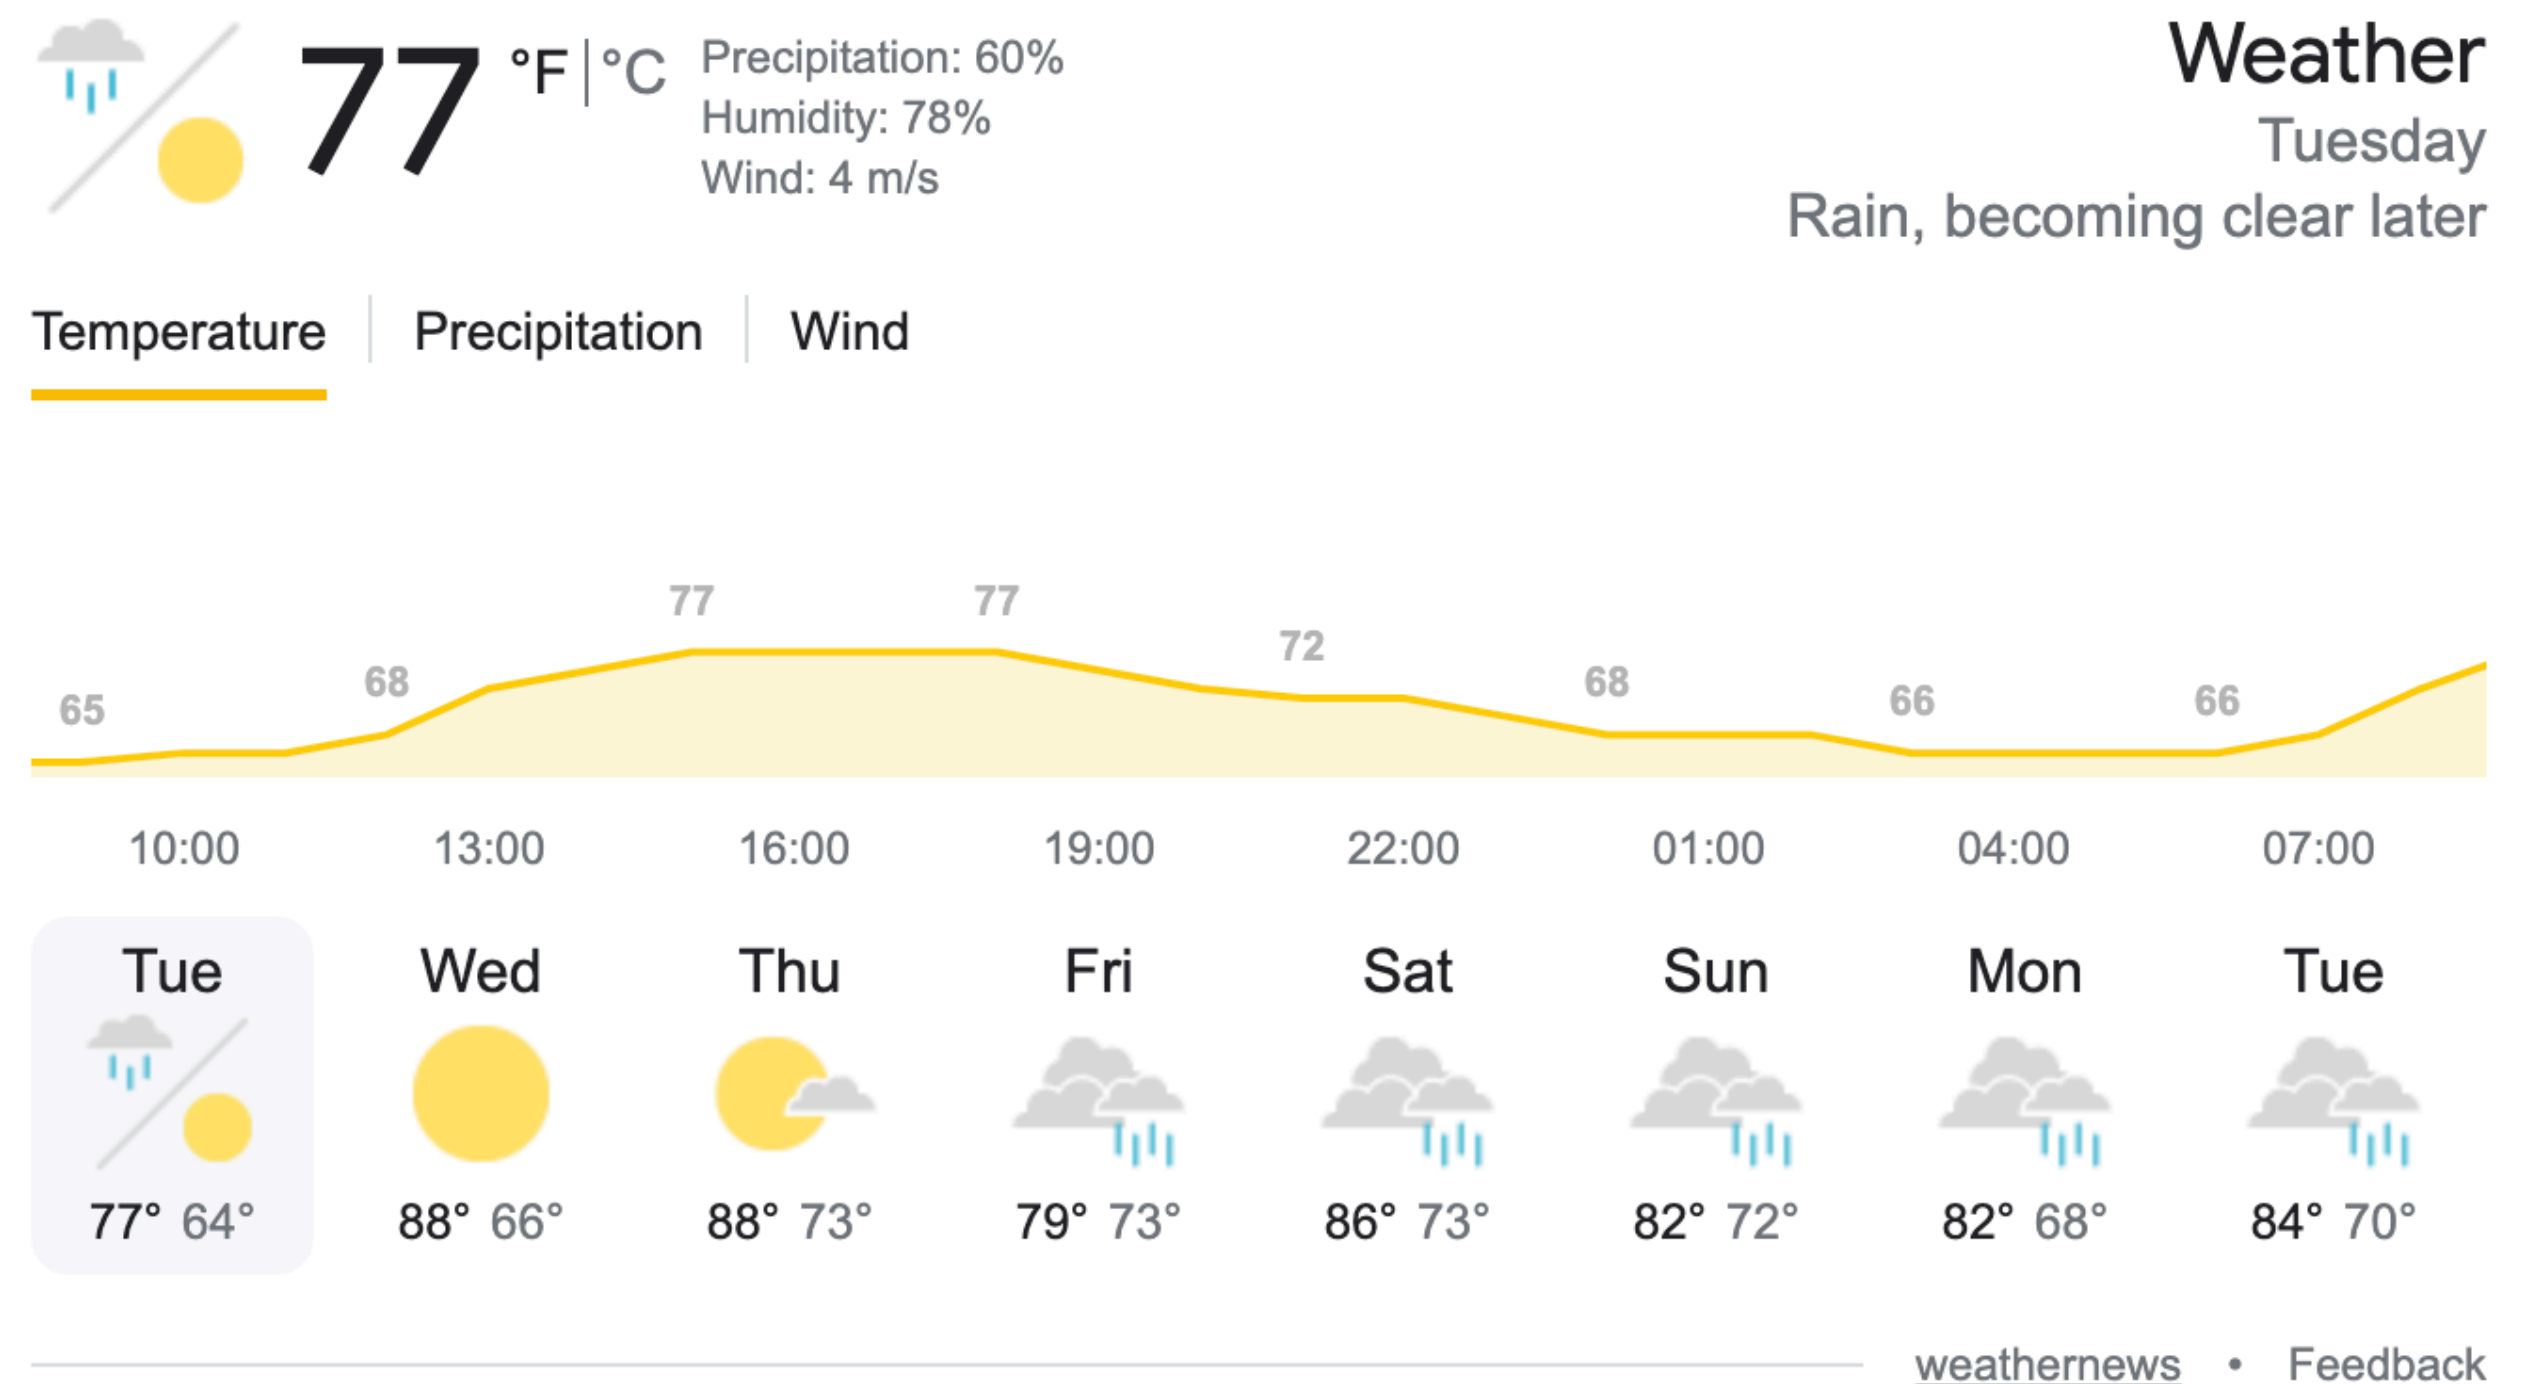 77 °F|°C
Precipitation: 60%
Humidity: 78%
Wind: 4 m/s
Weather
Tuesday
Rain, becoming clear later
Temperature | Precipitation | Wind
65 68 77 77 72 68 66 66
10:00 13:00 16:00 19:00 22:00 01:00 04:00 07:00
Tue Wed Thu Fri Sat Sun Mon Tue
77° 64° 88° 66° 88° 73° 79° 73° 86° 73° 82° 72° 82° 68° 84° 70°
weathernews • Feedback